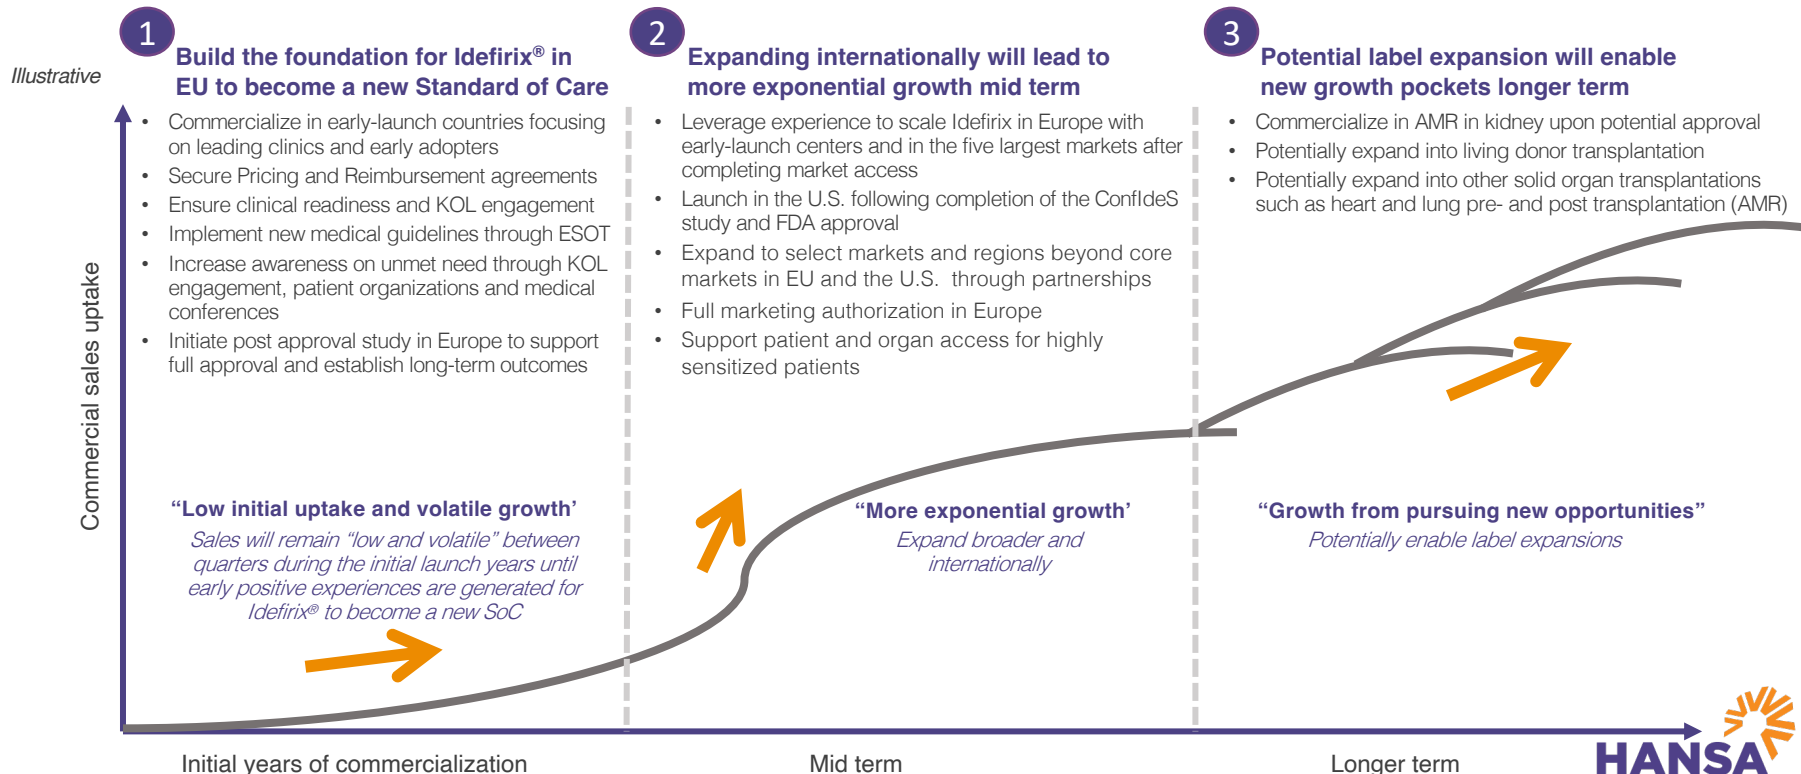 Illustrative
Commercial sales uptake
1
Build the foundation for Idefirix® in
EU to become a new Standard of Care
• Commercialize in early-launch countries focusing
on leading clinics and early adopters
• Secure Pricing and Reimbursement agreements
• Ensure clinical readiness and KOL engagement
• Implement new medical guidelines through ESOT
• Increase awareness on unmet need through KOL
engagement, patient organizations and medical
conferences
• Initiate post approval study in Europe to support
full approval and establish long-term outcomes
“Low initial uptake and volatile growth’
Sales will remain “low and volatile” between
quarters during the initial launch years until
early positive experiences are generated for
Idefirix® to become a new SoC
Initial years of commercialization
2
Expanding internationally will lead to
more exponential growth mid term
• Leverage experience to scale Idefirix in Europe with
early-launch centers and in the five largest markets after
completing market access
• Launch in the U.S. following completion of the ConfIdeS
study and FDA approval
• Expand to select markets and regions beyond core
markets in EU and the U.S. through partnerships
• Full marketing authorization in Europe
• Support patient and organ access for highly
sensitized patients
“More exponential growth’
Expand broader and
internationally
Mid term
3
Potential label expansion will enable
new growth pockets longer term
• Commercialize in AMR in kidney upon potential approval
• Potentially expand into living donor transplantation
• Potentially expand into other solid organ transplantations
such as heart and lung pre- and post transplantation (AMR)
“Growth from pursuing new opportunities”
Potentially enable label expansions
Longer term
HANSA